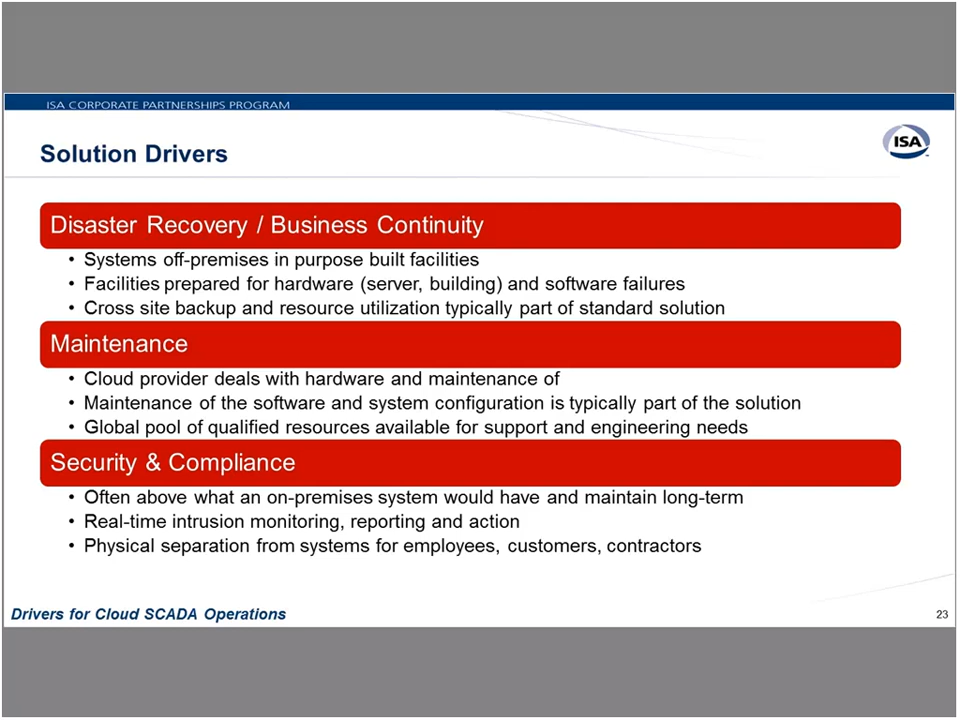 ISA CORPORATE PARTNERSHIPS PROGRAM
Solution Drivers
ISA
Disaster Recovery / Business Continuity
• Systems off-premises in purpose built facilities
• Facilities prepared for hardware (server, building) and software failures
• Cross site backup and resource utilization typically part of standard solution
Maintenance
• Cloud provider deals with hardware and maintenance of
• Maintenance of the software and system configuration is typically part of the solution
• Global pool of qualified resources available for support and engineering needs
Security & Compliance
• Often above what an on-premises system would have and maintain long-term
• Real-time intrusion monitoring, reporting and action
• Physical separation from systems for employees, customers, contractors
Drivers for Cloud SCADA Operations
23